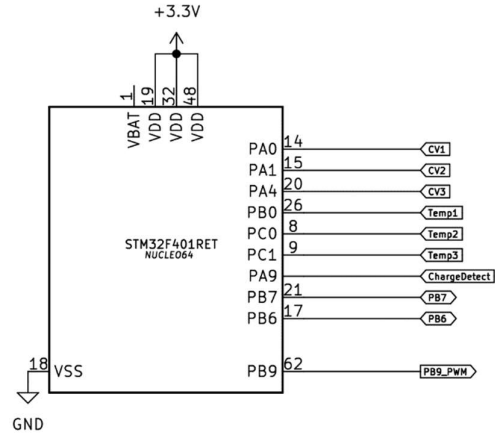 +3.3V
1 19 32 48
VBAT VDD VDD VDD
PA0 14 CV1
PA1 15 CV2
PA4 20 CV3
PB0 26 Temp1
PC0 8 Temp2
STM32F401RET
NUCLEO64
PC1 9 Temp3
PA9 ChargeDetect
PB7 21 PB7
PB6 17 PB6
18 VSS PB9 62 PB9_PWM
GND